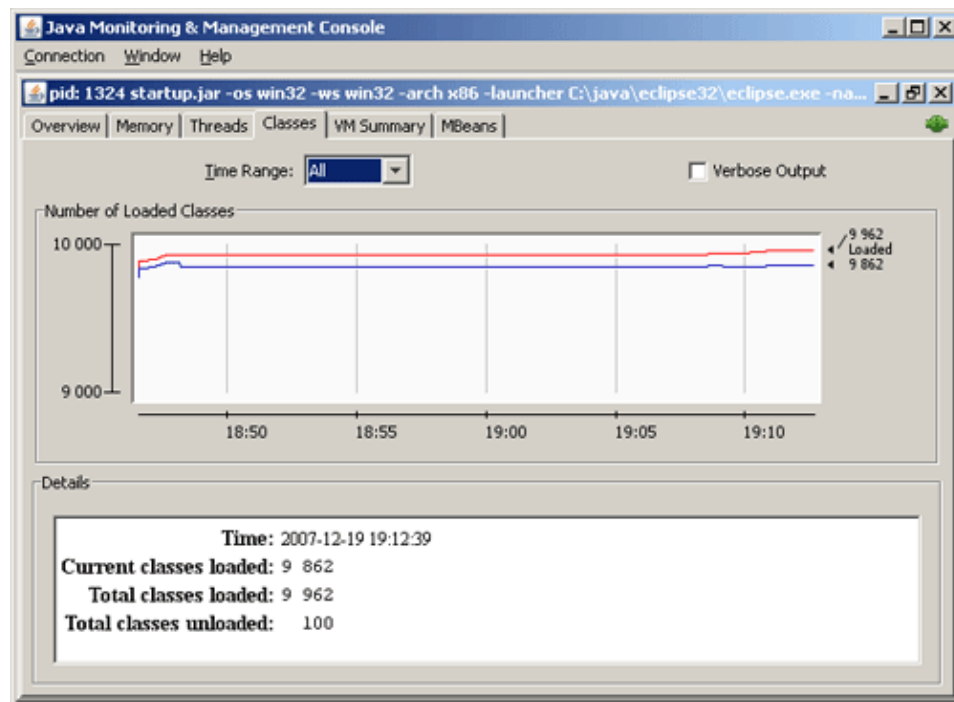 Java Monitoring & Management Console
Connection Window Help
pid: 1324 startup.jar -os win32 -ws win32 -arch x86 -launcher C:\java\eclipse32\eclipse.exe -na...
Overview Memory Threads Classes VM Summary MBeans
Time Range: All Verbose Output
Number of Loaded Classes
10 000
9 962
Loaded
9 862
9 000
18:50 18:55 19:00 19:05 19:10
Details
Time: 2007-12-19 19:12:39
Current classes loaded: 9 862
Total classes loaded: 9 962
Total classes unloaded: 100